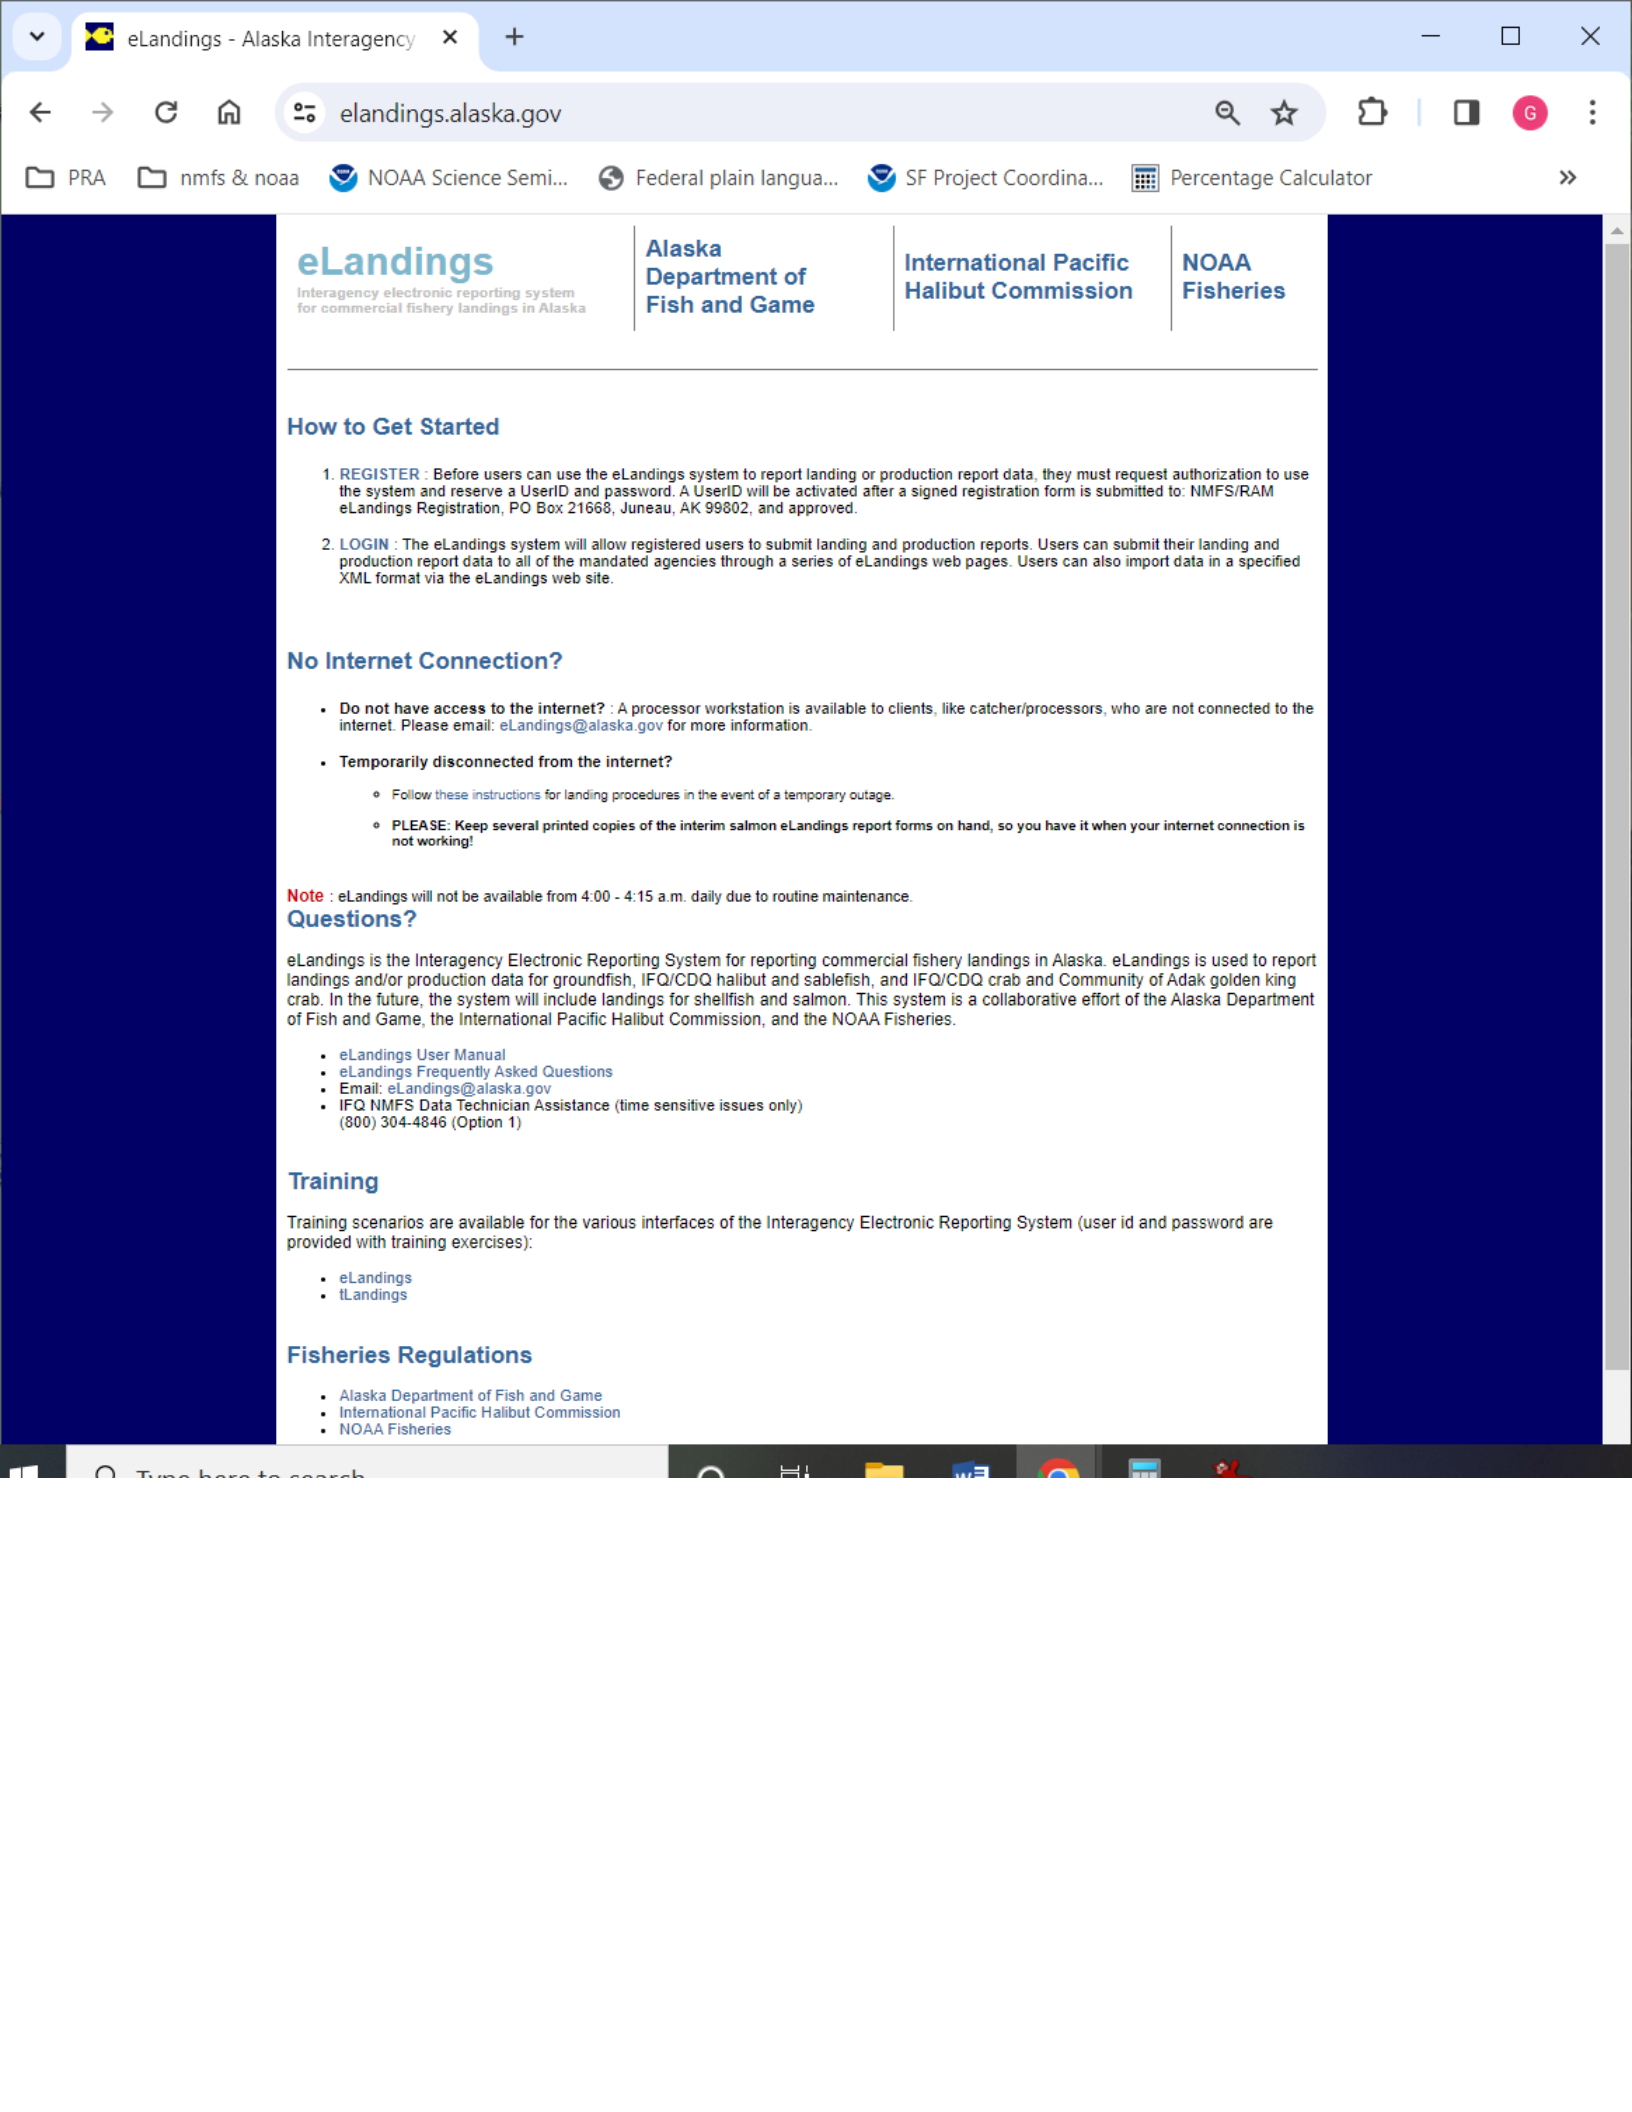 eLandings - Alaska Interagency
elandings.alaska.gov
G
PRA
nmfs & noaa
NOAA Science Semi...
Federal plain langua...
SF Project Coordina...
Percentage Calculator
eLandings
Interagency electronic reporting system
for commercial fishery landings in Alaska
Alaska
Department of
Fish and Game
International Pacific
Halibut Commission
NOAA
Fisheries
How to Get Started
1. REGISTER : Before users can use the eLandings system to report landing or production report data, they must request authorization to use
the system and reserve a UserID and password. A UserID will be activated after a signed registration form is submitted to: NMFS/RAM
eLandings Registration, PO Box 21668, Juneau, AK 99802, and approved.
2. LOGIN : The eLandings system will allow registered users to submit landing and production reports. Users can submit their landing and
production report data to all of the mandated agencies through a series of eLandings web pages. Users can also import data in a specified
XML format via the eLandings web site.
No Internet Connection?
• Do not have access to the internet? : A processor workstation is available to clients, like catcher/processors, who are not connected to the
internet. Please email: eLandings@alaska.gov for more information.
• Temporarily disconnected from the internet?
Follow these instructions for landing procedures in the event of a temporary outage.
PLEASE: Keep several printed copies of the interim salmon eLandings report forms on hand, so you have it when your internet connection is
not working!
Note : eLandings will not be available from 4:00 - 4:15 a.m. daily due to routine maintenance.
Questions?
eLandings is the Interagency Electronic Reporting System for reporting commercial fishery landings in Alaska. eLandings is used to report
landings and/or production data for groundfish, IFQ/CDQ halibut and sablefish, and IFQ/CDQ crab and Community of Adak golden king
crab. In the future, the system will include landings for shellfish and salmon. This system is a collaborative effort of the Alaska Department
of Fish and Game, the International Pacific Halibut Commission, and the NOAA Fisheries.
• eLandings User Manual
• eLandings Frequently Asked Questions
• Email: eLandings@alaska.gov
• IFQ NMFS Data Technician Assistance (time sensitive issues only)
(800) 304-4846 (Option 1)
Training
Training scenarios are available for the various interfaces of the Interagency Electronic Reporting System (user id and password are
provided with training exercises):
• eLandings
• tLandings
Fisheries Regulations
• Alaska Department of Fish and Game
• International Pacific Halibut Commission
• NOAA Fisheries
Type here to search